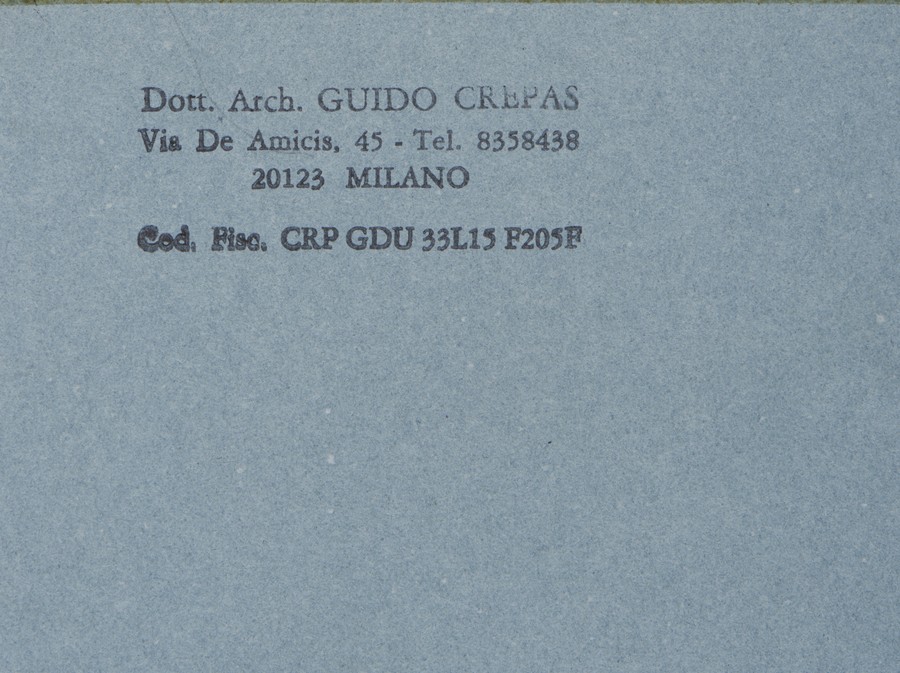 Dott. Arch. GUIDO CREPAS
Via De Amicis, 45 - Tel. 8358438
20123 MILANO
Cod. Fisc. CRP GDU 33L15 F205F